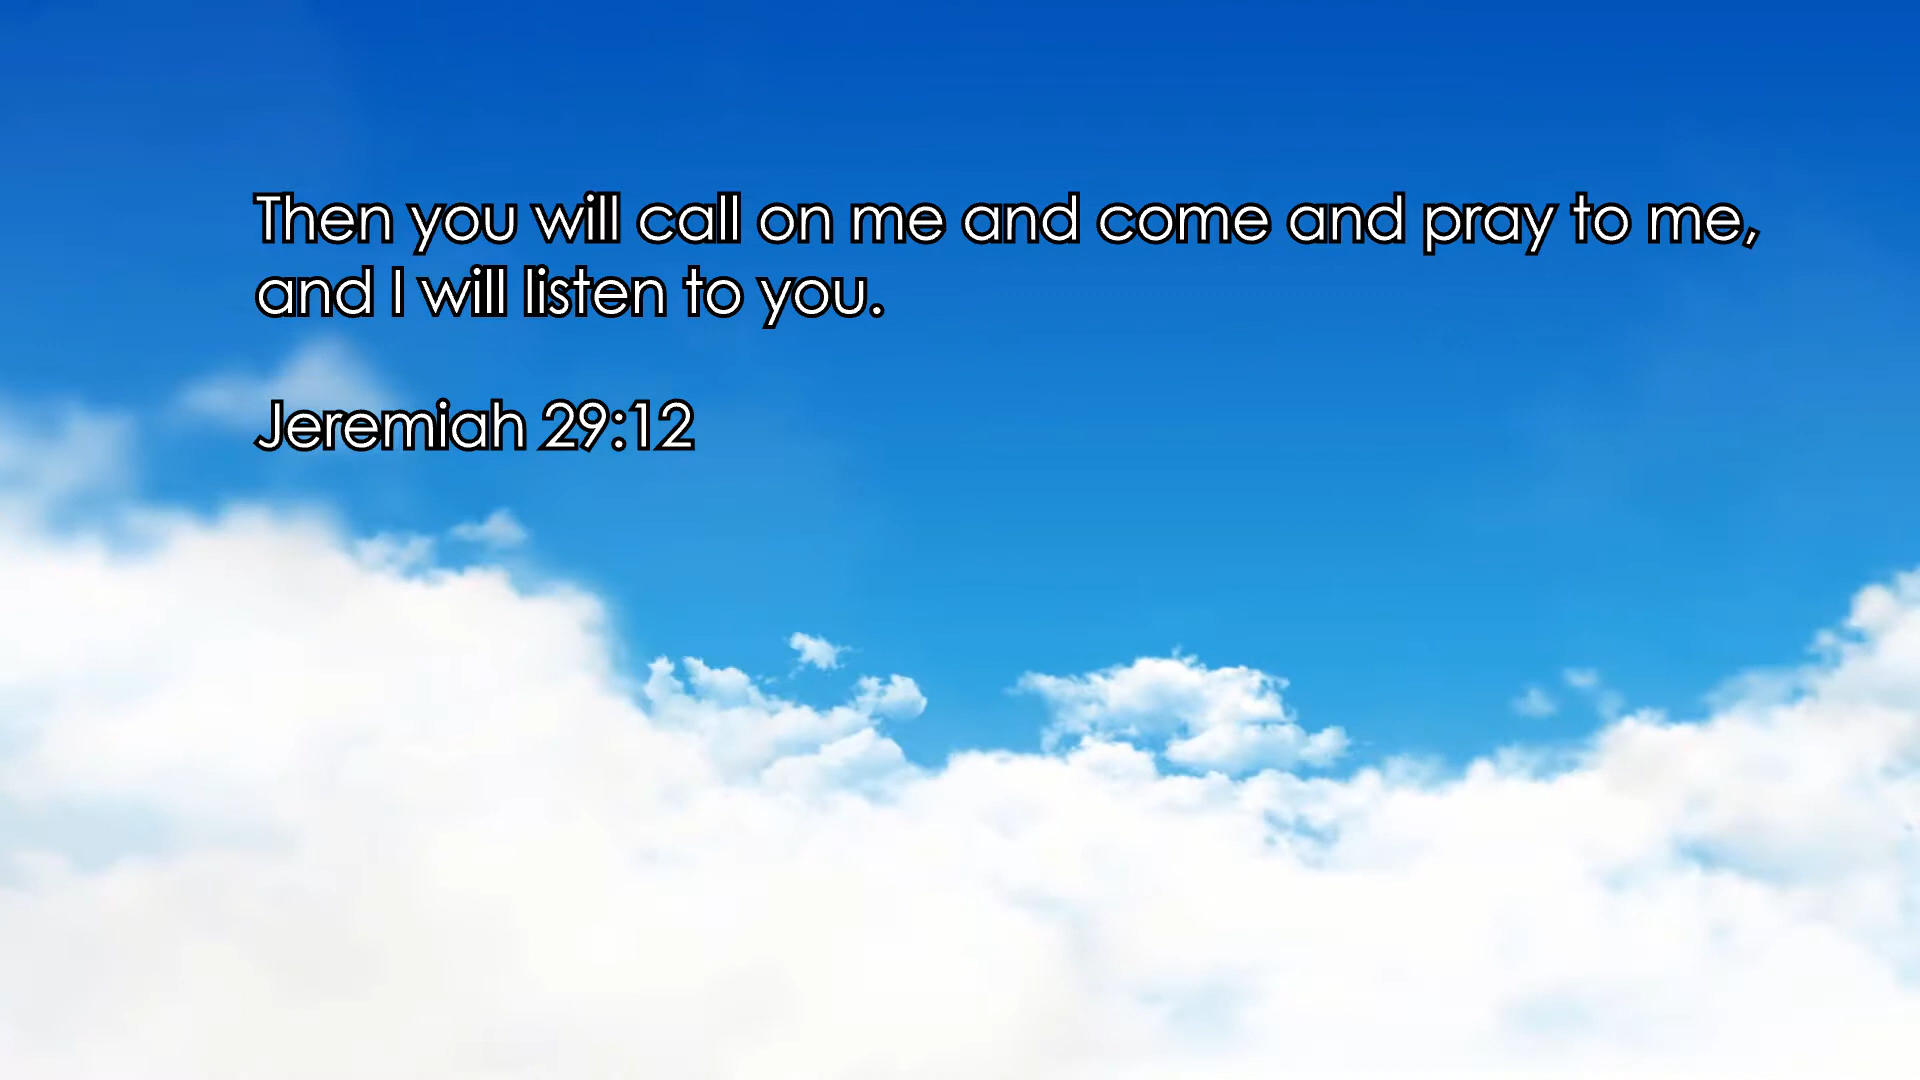 Then you will call on me and come and pray to me,
and I will listen to you.
Jeremiah 29:12